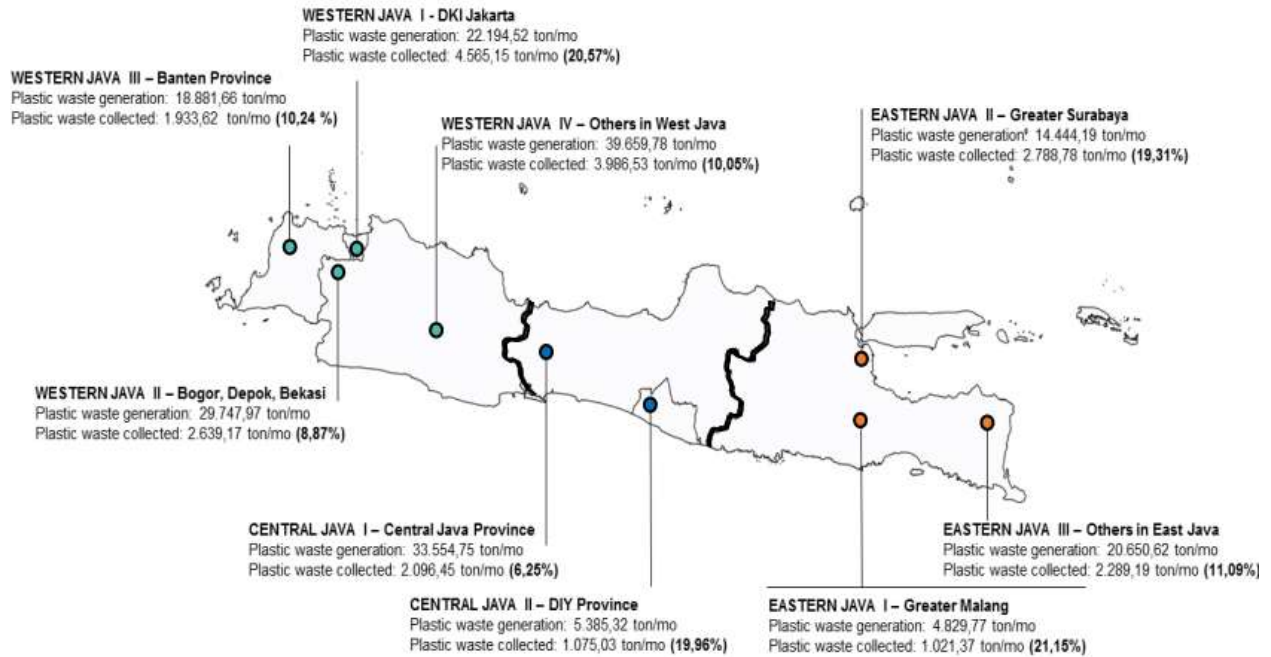 WESTERN JAVA I - DKI Jakarta
Plastic waste generation: 22.194,52 ton/mo
Plastic waste collected: 4.565,15 ton/mo (20,57%)
WESTERN JAVA III – Banten Province
Plastic waste generation: 18.881,66 ton/mo
Plastic waste collected: 1.933,62 ton/mo (10,24 %)
WESTERN JAVA IV – Others in West Java
Plastic waste generation: 39.659,78 ton/mo
Plastic waste collected: 3.986,53 ton/mo (10,05%)
EASTERN JAVA II – Greater Surabaya
Plastic waste generation: 14.444,19 ton/mo
Plastic waste collected: 2.788,78 ton/mo (19,31%)
WESTERN JAVA II – Bogor, Depok, Bekasi
Plastic waste generation: 29.747,97 ton/mo
Plastic waste collected: 2.639,17 ton/mo (8,87%)
CENTRAL JAVA I – Central Java Province
Plastic waste generation: 33.554,75 ton/mo
Plastic waste collected: 2.096,45 ton/mo (6,25%)
EASTERN JAVA III – Others in East Java
Plastic waste generation: 20.650,62 ton/mo
Plastic waste collected: 2.289,19 ton/mo (11,09%)
CENTRAL JAVA II – DIY Province
Plastic waste generation: 5.385,32 ton/mo
Plastic waste collected: 1.075,03 ton/mo (19,96%)
EASTERN JAVA I – Greater Malang
Plastic waste generation: 4.829,77 ton/mo
Plastic waste collected: 1.021,37 ton/mo (21,15%)